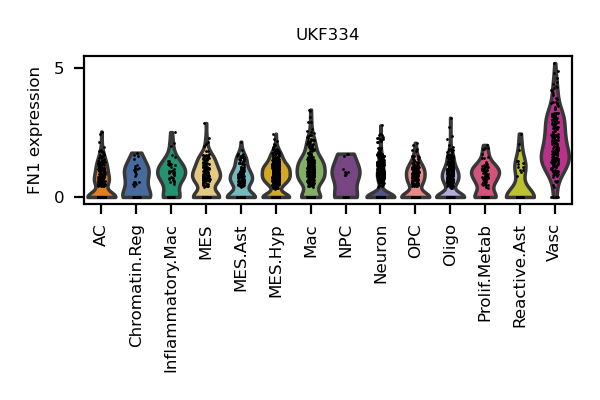 UKF334
FN1 expression
5
0
AC
Chromatin.Reg
Inflammatory.Mac
MES
MES.Ast
MES.Hyp
Mac
NPC
Neuron
OPC
Oligo
Prolif.Metab
Reactive.Ast
Vasc